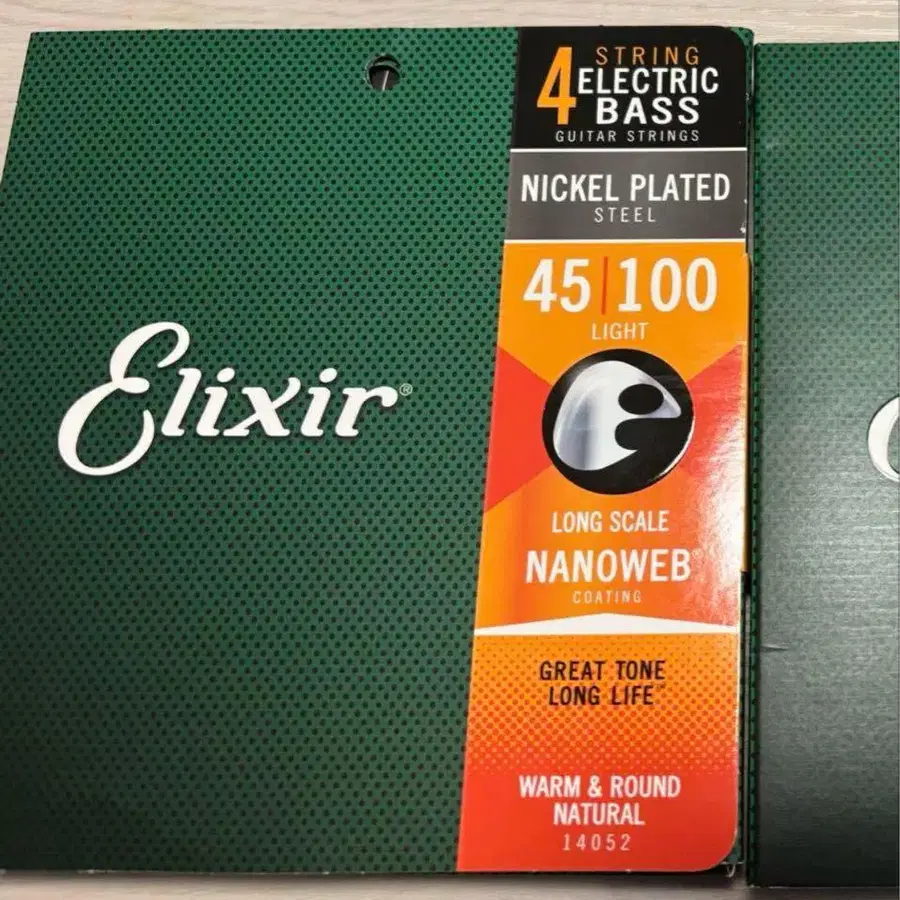 4 STRING
ELECTRIC
BASS
GUITAR STRINGS
NICKEL PLATED
STEEL
45|100
LIGHT
Elixir®
LONG SCALE
NANOWEB®
COATING
GREAT TONE
LONG LIFE™
WARM & ROUND
NATURAL
14052